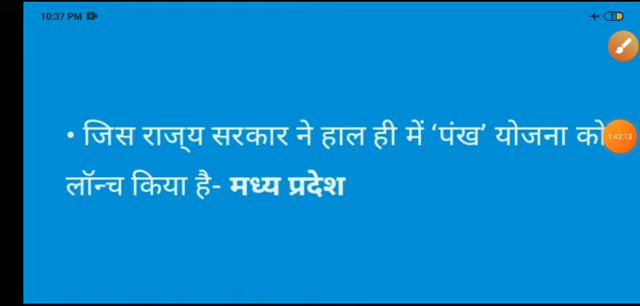 10:37 PM
• जिस राज्य सरकार ने हाल ही में ‘पंख’ योजना को
1:42:13
लॉन्च किया है- मध्य प्रदेश